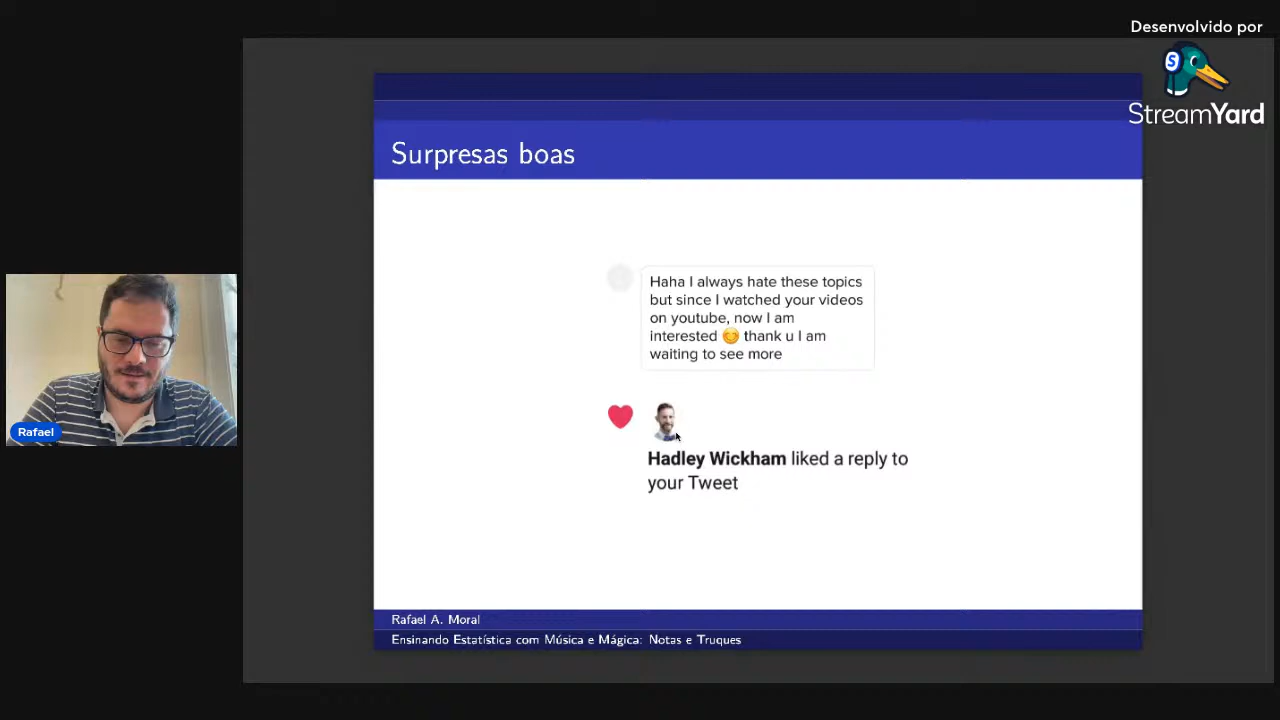 Desenvolvido por
StreamYard
Surpresas boas
Haha I always hate these topics
but since I watched your videos
on youtube, now I am
interested 😊 thank u I am
waiting to see more
Hadley Wickham liked a reply to
your Tweet
Rafael
Rafael A. Moral
Ensinando Estatística com Música e Mágica: Notas e Truques